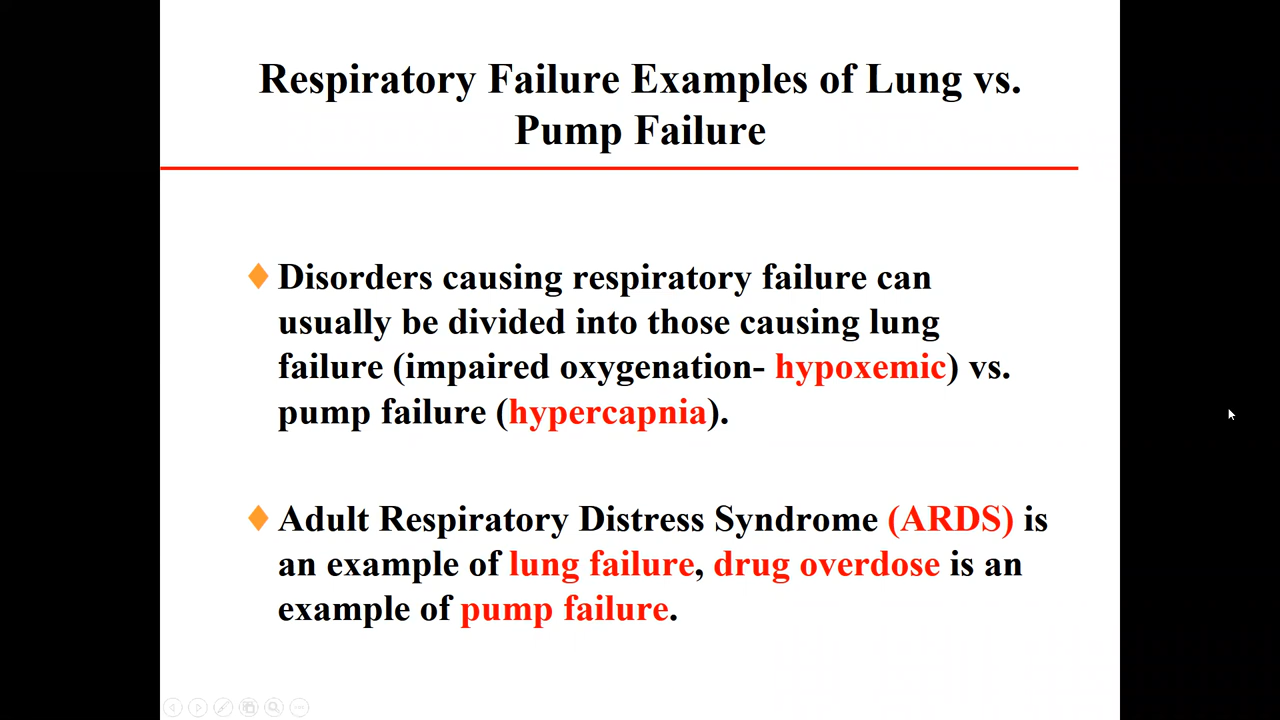 Respiratory Failure Examples of Lung vs.
Pump Failure
Disorders causing respiratory failure can
usually be divided into those causing lung
failure (impaired oxygenation- hypoxemic) vs.
pump failure (hypercapnia).
Adult Respiratory Distress Syndrome (ARDS) is
an example of lung failure, drug overdose is an
example of pump failure.